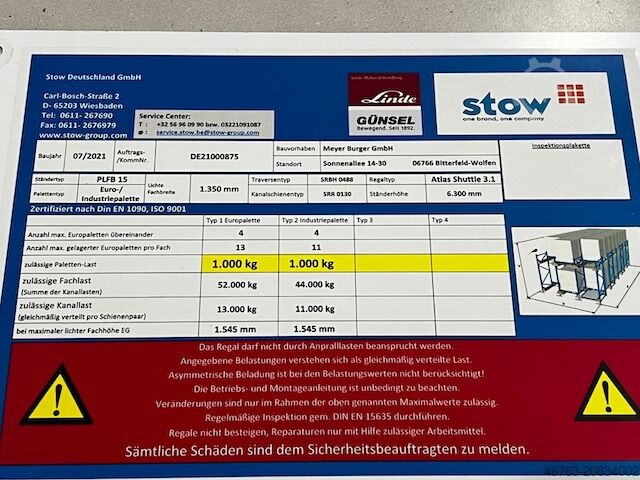 Stow Deutschland GmbH
Carl-Bosch-Straße 2
D- 65203 Wiesbaden
Tel: 0611- 267690
Fax: 0611- 2676979
www.stow-group.com
Service Center:
T : +32 56 96 09 90 bzw. 03221091087
e : service.stow.be@stow-group.com
Linde Material Handling
Linde
GÜNSEL
Bewegend. Seit 1892.
stow
one brand, one company
Baujahr 07/2021 Auftrags-/KommNr. DE21000875 Bauvorhaben Meyer Burger GmbH
Standort Sonnenallee 14-30 06766 Bitterfeld-Wolfen
Inspektionsplakette
Ständertyp PLFB 15 Lichte Fachbreite 1.350 mm Traversentyp SRBH 0488 Regaltyp Atlas Shuttle 3.1
Palettentyp Euro-/Industriepalette Kanalschienentyp SRR 0130 Ständerhöhe 6.300 mm
Zertifiziert nach Din EN 1090, ISO 9001
Typ 1 Europalette Typ 2 Industriepalette Typ 3 Typ 4
Anzahl max. Europaletten übereinander 4 4
Anzahl max. gelagerter Europaletten pro Fach 13 11
zulässige Paletten-Last 1.000 kg 1.000 kg
zulässige Fachlast 52.000 kg 44.000 kg
(Summe der Kanallasten)
zulässige Kanallast 13.000 kg 11.000 kg
(gleichmäßig verteilt pro Schienenpaar)
bei maximaler lichter Fachhöhe EG 1.545 mm 1.545 mm
Das Regal darf nicht durch Anpralllasten beansprucht werden.
Angegebene Belastungen verstehen sich als gleichmäßig verteilte Last.
Asymmetrische Beladung ist bei den Belastungswerten nicht berücksichtigt!
Die Betriebs- und Montageanleitung ist unbedingt zu beachten.
Veränderungen sind nur im Rahmen der oben genannten Maximalwerte zulässig.
Regelmäßige Inspektion gem. DIN EN 15635 durchführen.
Regale nicht besteigen, Reparaturen nur mit Hilfe zulässiger Arbeitsmittel.
Sämtliche Schäden sind dem Sicherheitsbeauftragten zu melden.
46763-20834002